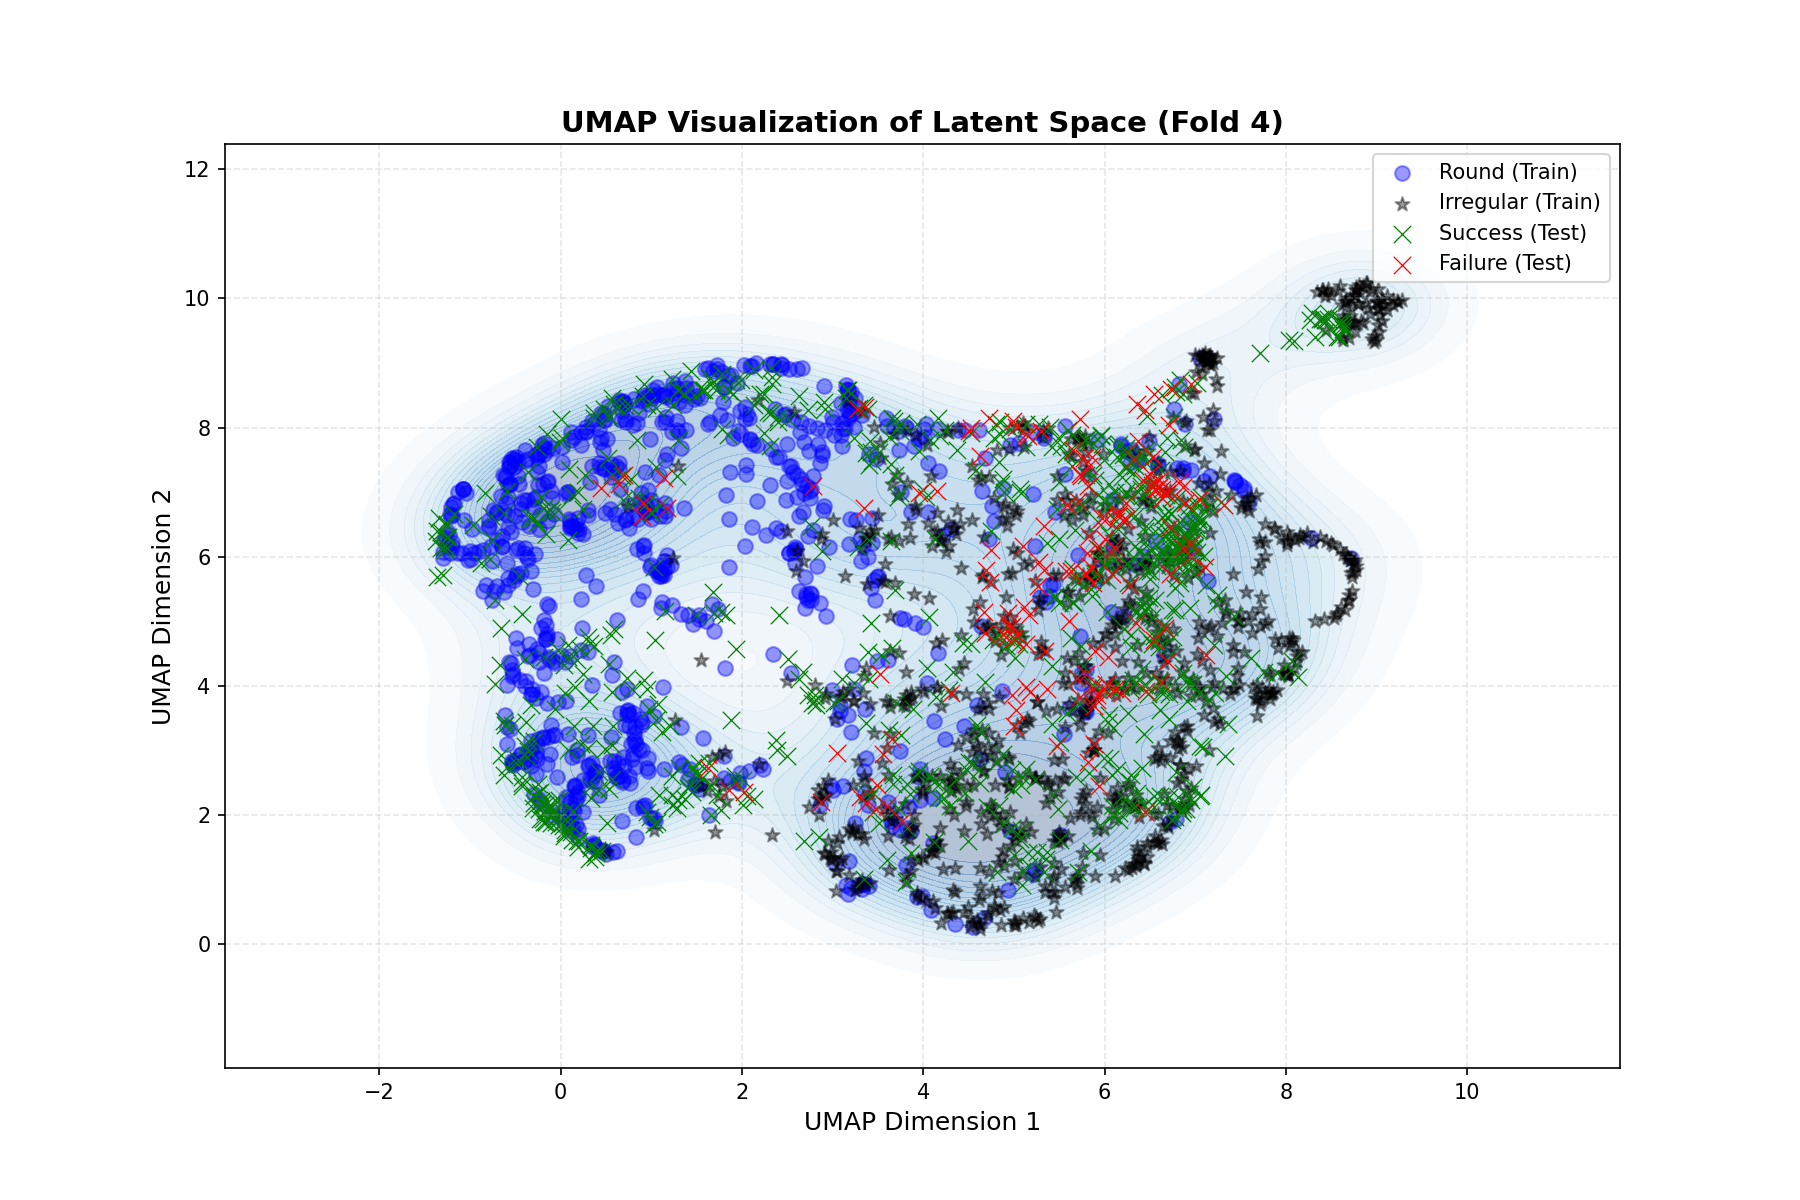 UMAP Visualization of Latent Space (Fold 4)
Round (Train)
Irregular (Train)
Success (Test)
Failure (Test)
UMAP Dimension 2
12
10
8
6
4
2
0
−2
0
2
4
6
8
10
UMAP Dimension 1